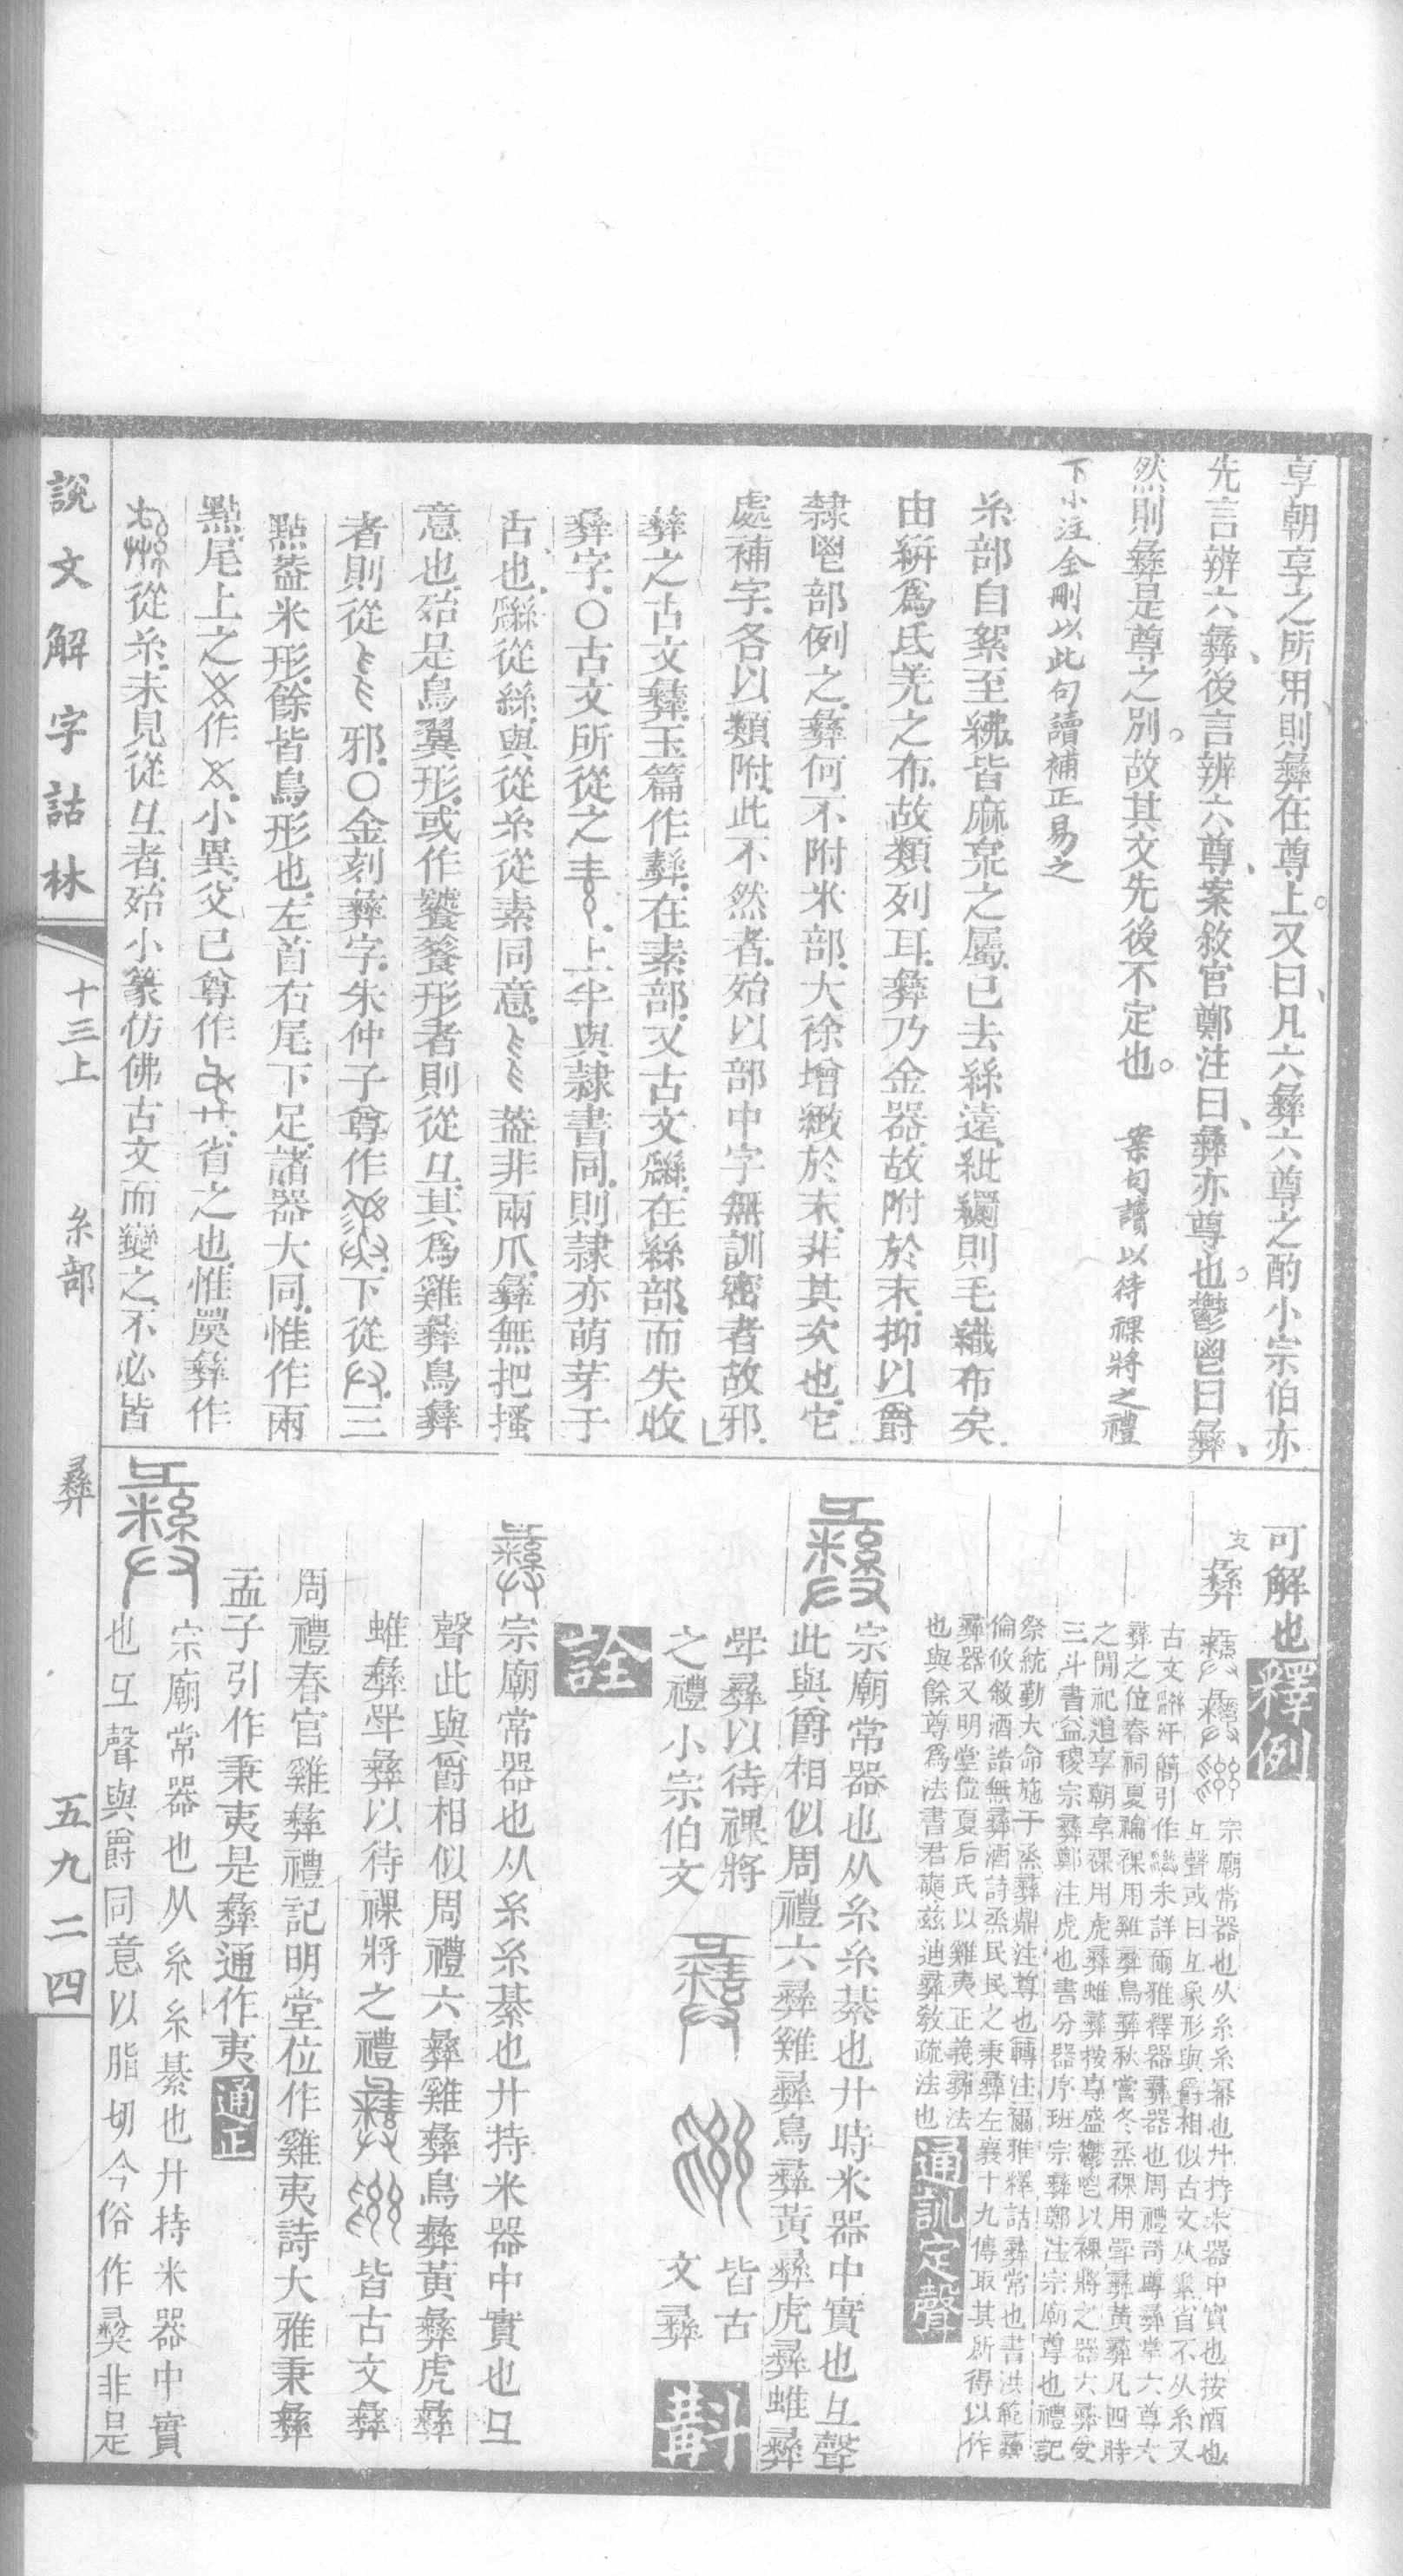 享朝享之所用則彝在尊上又曰凡六彝六尊之酌小宗伯亦
先言辨六彝後言辨六尊案敘官鄭注曰彝亦尊也鬱鬯曰彝
然則彝是尊之別故其文先後不定也 案句讀以待祼將之禮
下小注全刪以此句讀補正易之
糸部自絮至紼皆麻枲之屬已去絲遠紕繝則毛織布矣
由絣爲氐羌之布故類列耳彝乃金器故附於末抑以爵
隸鬯部例之彝何不附米部大徐增緻於末非其次也它
處補字各以類附此不然者殆以部中字無訓密者故邪
彝之古文彝玉篇作彝在素部又古文𢑴在絲部而失收
彝字○古文所從之 上半與隸書同則隸亦萌芽于
古也 從絲與從糸從素同意 蓋非兩爪彝無把搔
意也殆是鳥翼形或作饕餮形者則從彑其爲雞彝鳥彝
者則從 邪○金刻彝字朱仲子尊作 下從 三
點蓋米形餘皆鳥形也左首右尾下足諸器大同惟作兩
點尾上之 作 小異父己尊作 省之也惟 彝作
從糸未見從彑者殆小篆仿佛古文而變之不必皆
可解也 釋例
支 彝 宗廟常器也从糸糸綦也廾持米器中實也按酒也
彑聲或曰彑象形與爵相似古文从糸省不从糸又
古文 汗簡引作 未詳爾雅釋器彝器也周禮司尊彝掌六尊六
彝之位春祠夏禴祼用雞彝鳥彝秋嘗冬烝祼用斝彝黃彝凡四時
之閒祀追享朝享祼用虎彝蜼彝按尊盛鬱鬯以祼將之器六彝受
三斗書益稷宗彝鄭注虎也書分器序班宗彝鄭注宗廟尊也禮記
祭統勤大命施于烝彝鼎注尊也轉注爾雅釋詁彝常也書洪範彝
倫攸敘酒誥無彝酒詩烝民民之秉彝左襄十九傳取其所得以作
彝器又明堂位夏后氏以雞夷正義彝法
也與餘尊爲法書君奭茲迪彝敎疏法也 通訓定聲
宗廟常器也从糸糸綦也廾持米器中實也彑聲
此與爵相似周禮六彝雞彝鳥彝黃彝虎彝蜼彝
斝彝以待祼將
之禮小宗伯文 皆古
文彝 斠
詮
宗廟常器也从糸糸綦也廾持米器中實也彑
聲此與爵相似周禮六彝雞彝鳥彝黃彝虎彝
蜼彝斝彝以待祼將之禮 皆古文彝
周禮春官雞彝禮記明堂位作雞夷詩大雅秉彝
孟子引作秉夷是彝通作夷 通正
宗廟常器也从糸糸綦也廾持米器中實
也彑聲與爵同意以脂切今俗作彛非是
說文解字詁林 十三上 糸部 彝 五九二四